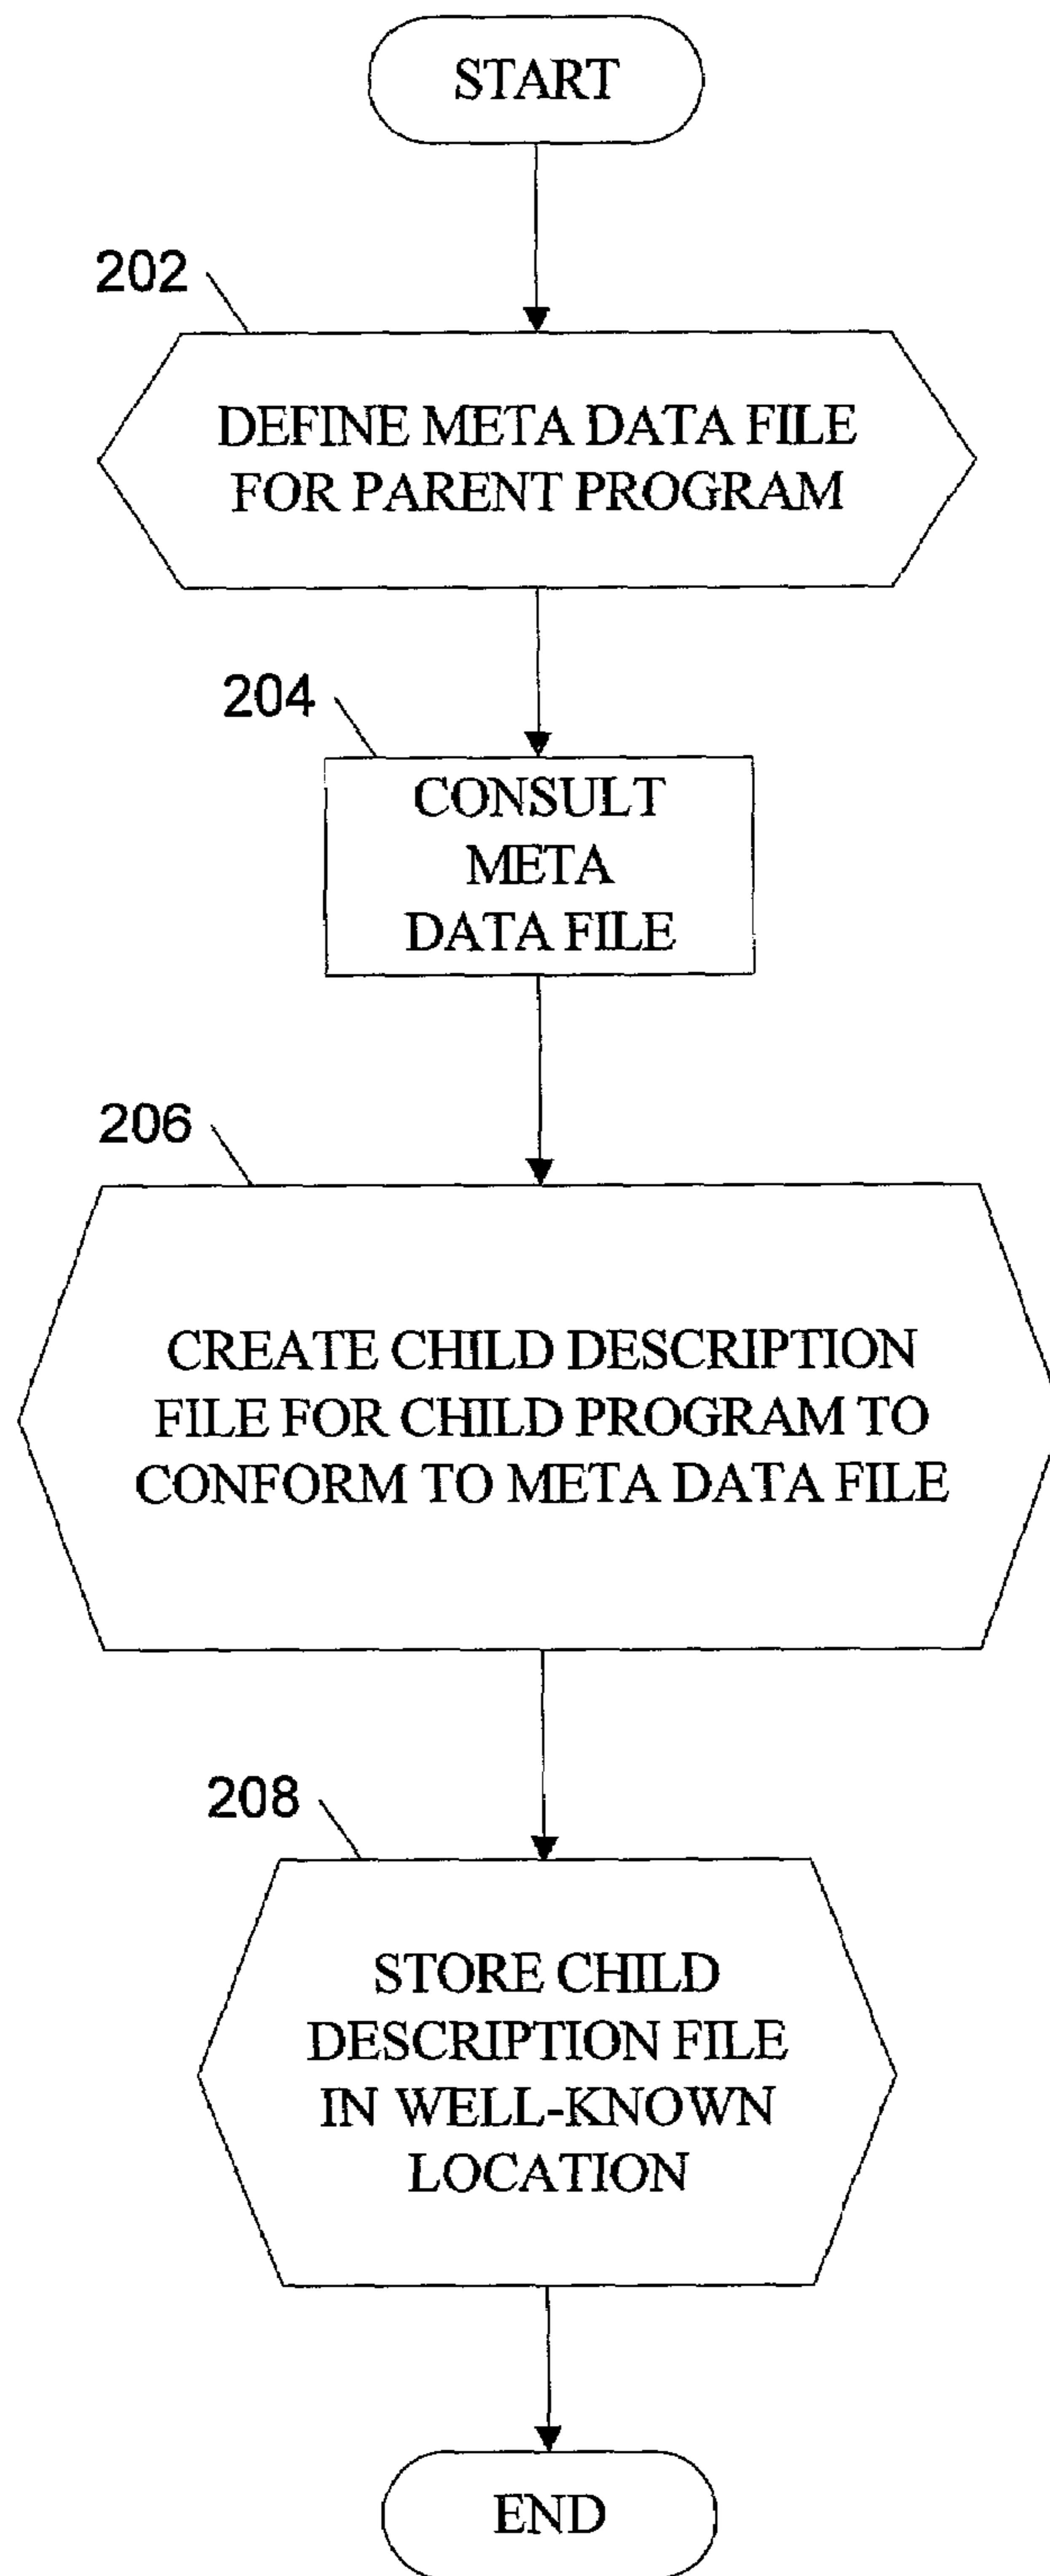 START
202
DEFINE META DATA FILE
FOR PARENT PROGRAM
204
CONSULT
META
DATA FILE
206
CREATE CHILD DESCRIPTION
FILE FOR CHILD PROGRAM TO
CONFORM TO META DATA FILE
208
STORE CHILD
DESCRIPTION FILE
IN WELL-KNOWN
LOCATION
END